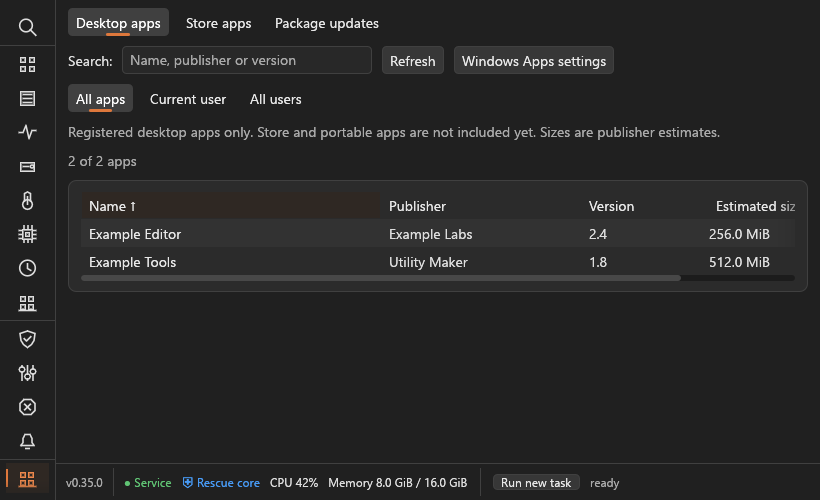 Desktop apps Store apps Package updates
Search: Name, publisher or version Refresh Windows Apps settings
All apps Current user All users
Registered desktop apps only. Store and portable apps are not included yet. Sizes are publisher estimates.
2 of 2 apps
Name ↑ Publisher Version Estimated siz
Example Editor Example Labs 2.4 256.0 MiB
Example Tools Utility Maker 1.8 512.0 MiB
v0.35.0 Service Rescue core CPU 42% Memory 8.0 GiB / 16.0 GiB Run new task ready